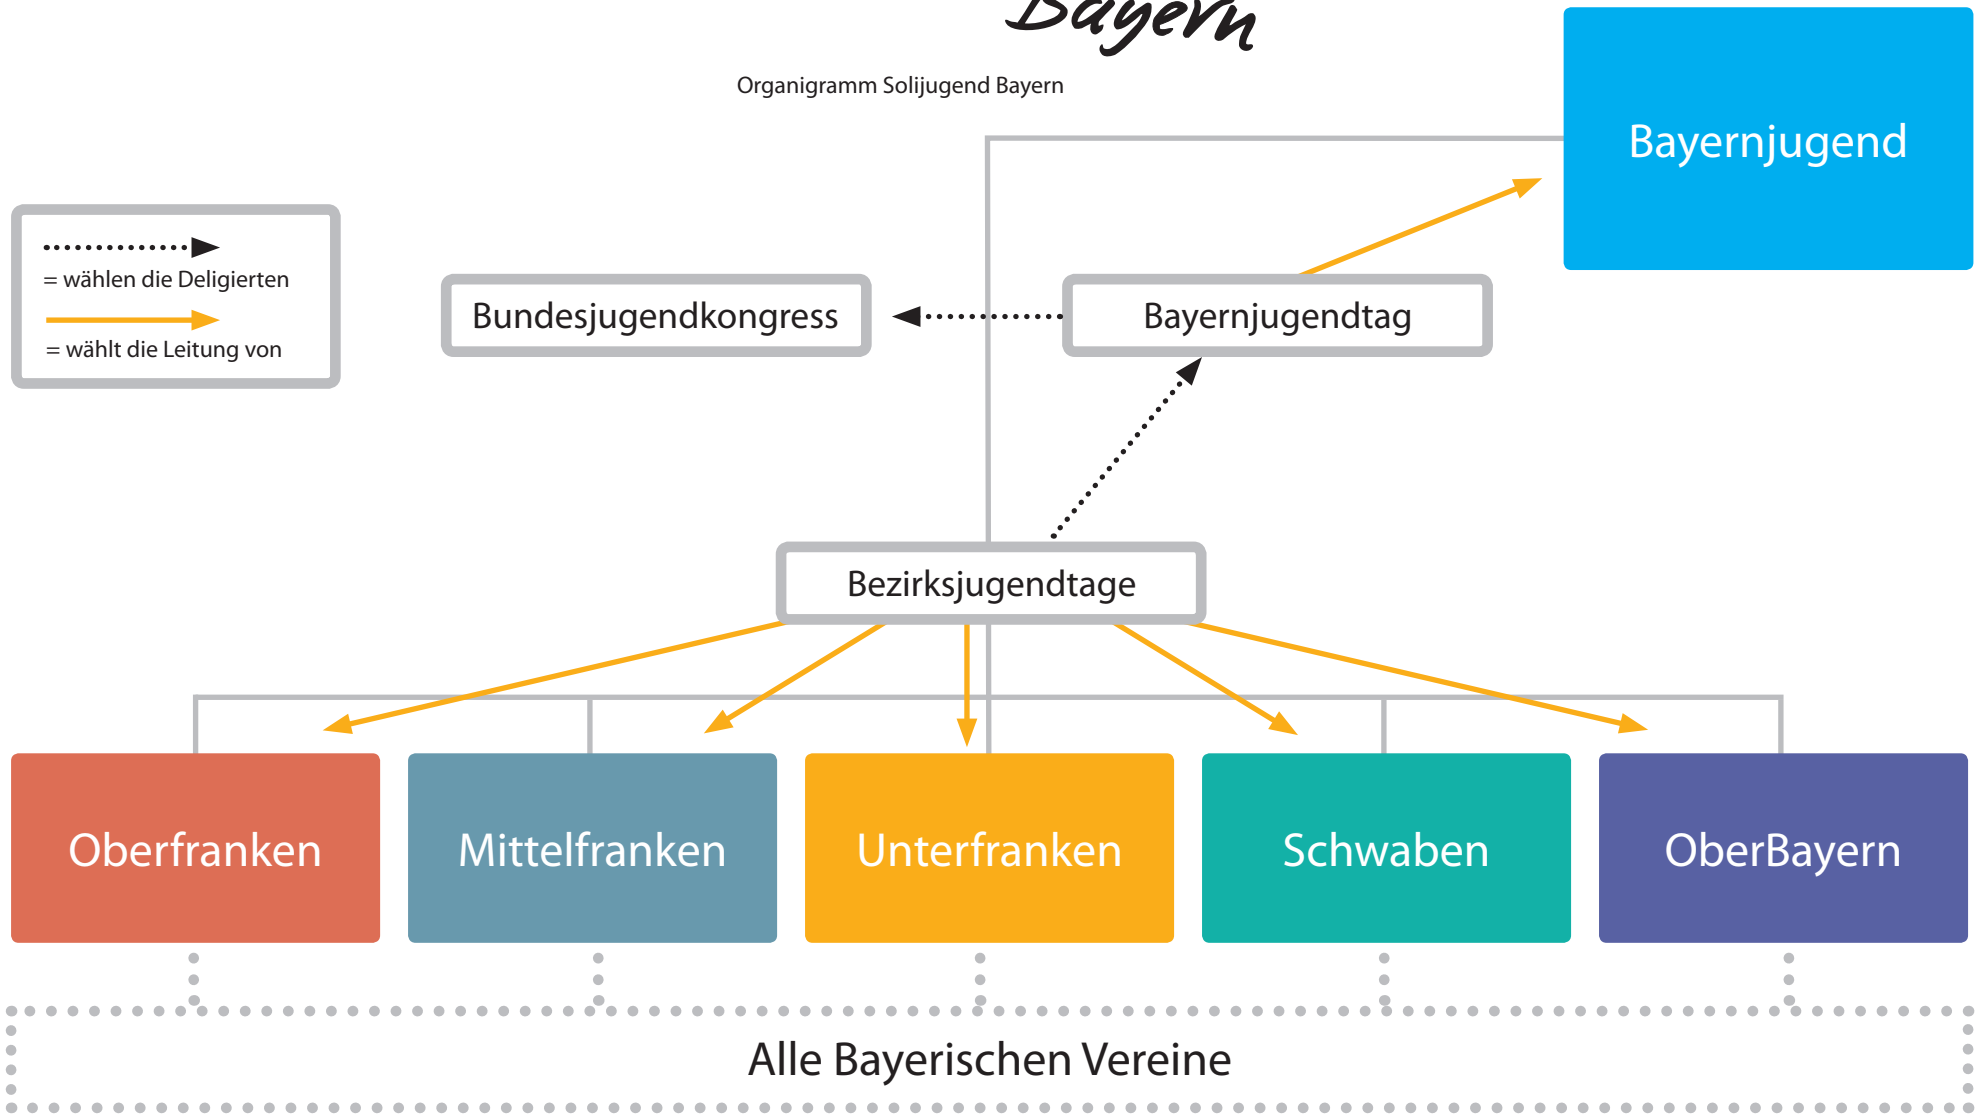 Bayern
Organigramm Solijugend Bayern
Bayernjugend
= wählen die Deligierten
= wählt die Leitung von
Bundesjugendkongress
Bayernjugendtag
Bezirksjugendtage
Oberfranken
Mittelfranken
Unterfranken
Schwaben
OberBayern
Alle Bayerischen Vereine